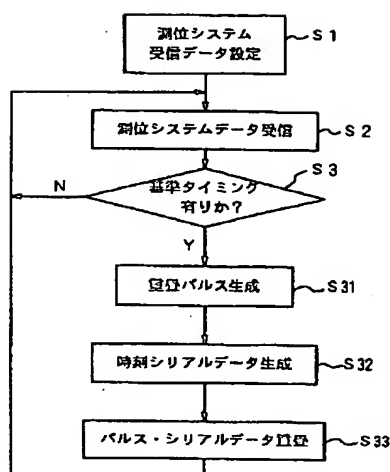 測位システム
受信データ設定
S1
測位システムデータ受信
S2
基準タイミング
有りか?
S3
N
Y
重畳パルス生成
S31
時刻シリアルデータ生成
S32
パルス・シリアルデータ重畳
S33